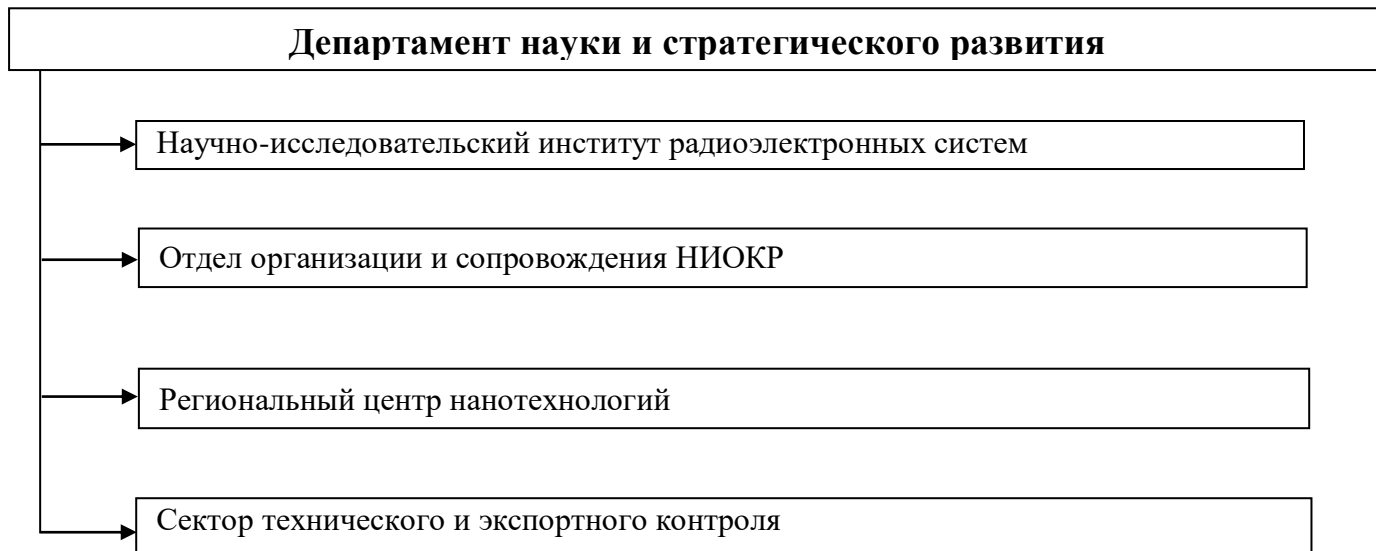 Департамент науки и стратегического развития
Научно-исследовательский институт радиоэлектронных систем
Отдел организации и сопровождения НИОКР
Региональный центр нанотехнологий
Сектор технического и экспортного контроля